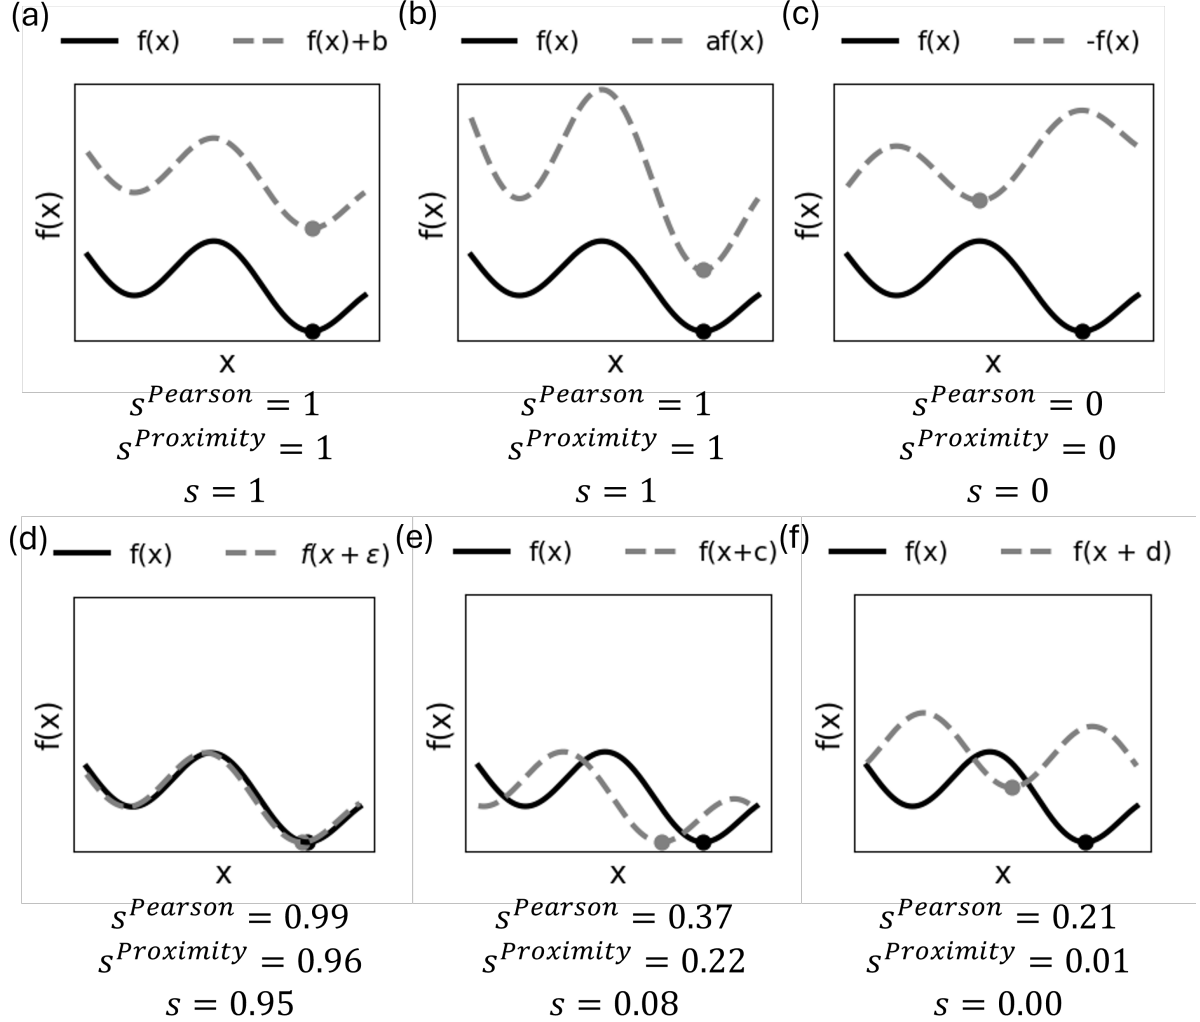 (a) (b) (c)
f(x) f(x)+b f(x) af(x) f(x) -f(x)
f(x) f(x) f(x)
x x x
s^{Pearson} = 1 s^{Pearson} = 1 s^{Pearson} = 0
s^{Proximity} = 1 s^{Proximity} = 1 s^{Proximity} = 0
s = 1 s = 1 s = 0
(d) (e) (f)
f(x) f(x + ε) f(x) f(x+c) f(x) f(x + d)
f(x) f(x) f(x)
x x x
s^{Pearson} = 0.99 s^{Pearson} = 0.37 s^{Pearson} = 0.21
s^{Proximity} = 0.96 s^{Proximity} = 0.22 s^{Proximity} = 0.01
s = 0.95 s = 0.08 s = 0.00